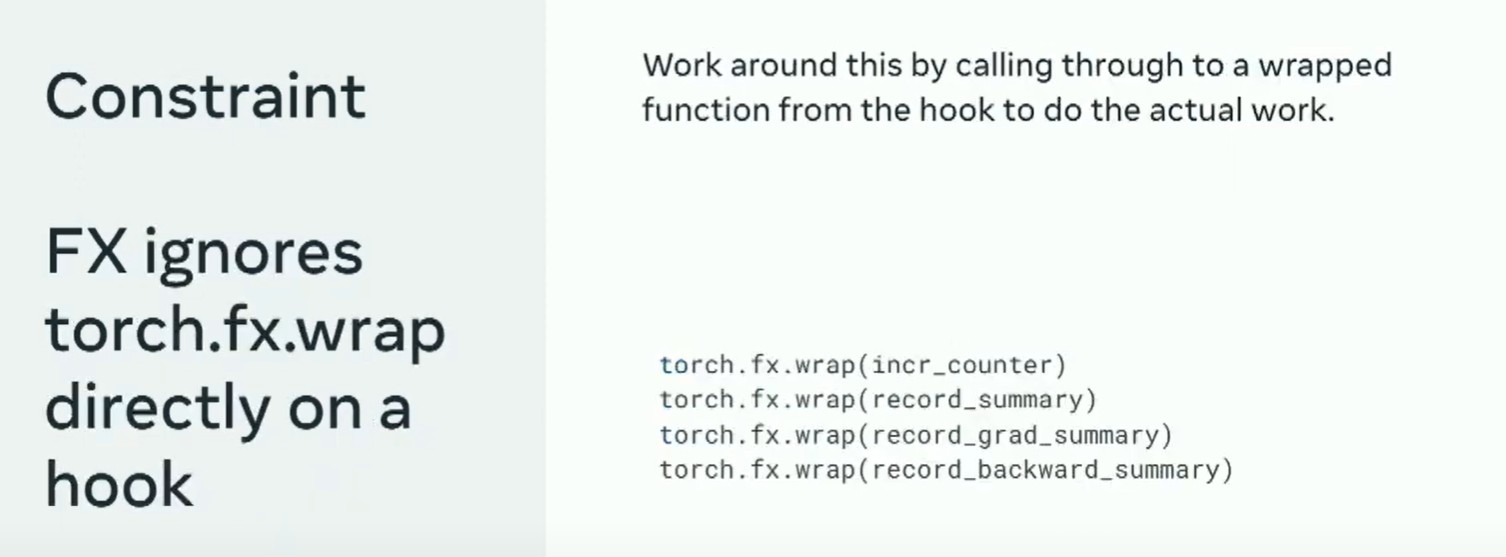 Constraint
FX ignores
torch.fx.wrap
directly on a
hook
Work around this by calling through to a wrapped
function from the hook to do the actual work.
torch.fx.wrap(incr_counter)
torch.fx.wrap(record_summary)
torch.fx.wrap(record_grad_summary)
torch.fx.wrap(record_backward_summary)